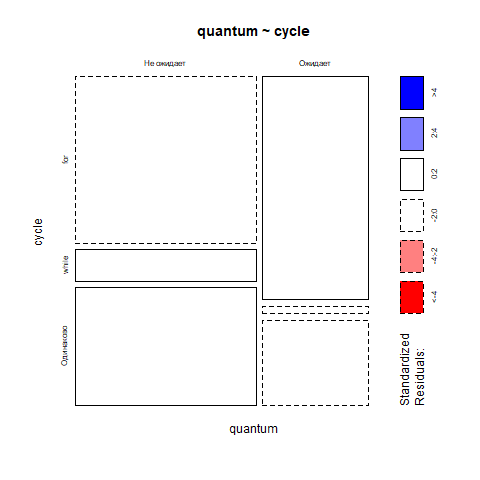 quantum ~ cycle
Не ожидает
Ожидает
for
while
Одинаково
cycle
quantum
>4
2:4
0:2
-2:0
-4:-2
<-4
Standardized
Residuals: